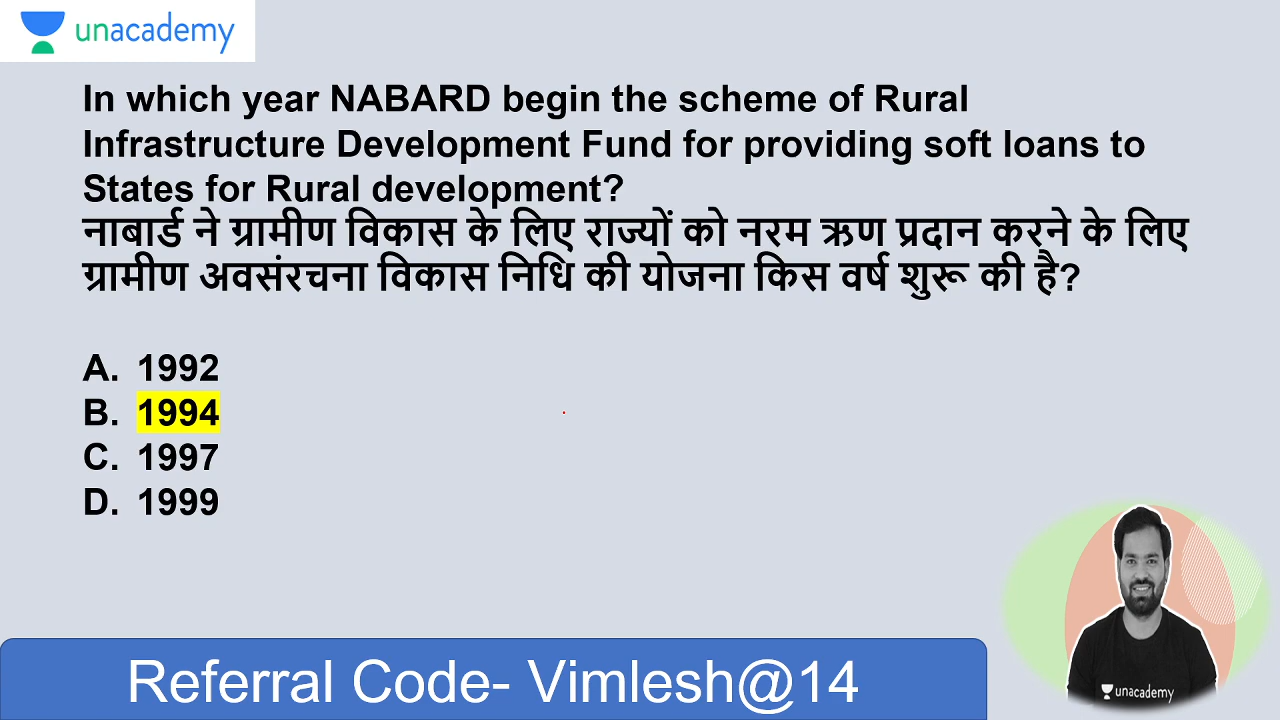 unacademy
In which year NABARD begin the scheme of Rural
Infrastructure Development Fund for providing soft loans to
States for Rural development?
नाबार्ड ने ग्रामीण विकास के लिए राज्यों को नरम ऋण प्रदान करने के लिए
ग्रामीण अवसंरचना विकास निधि की योजना किस वर्ष शुरू की है?
A. 1992
B. 1994
C. 1997
D. 1999
Referral Code- Vimlesh@14
unacademy